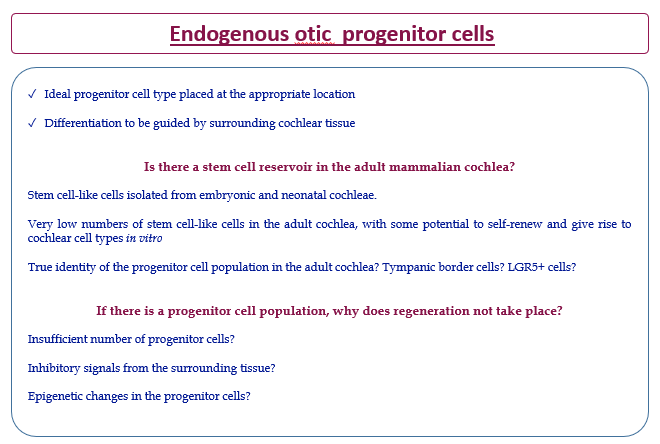 Endogenous otic  progenitor cells
✓ Ideal progenitor cell type placed at the appropriate location
✓ Differentiation to be guided by surrounding cochlear tissue
Is there a stem cell reservoir in the adult mammalian cochlea?
Stem cell-like cells isolated from embryonic and neonatal cochleae.
Very low numbers of stem cell-like cells in the adult cochlea, with some potential to self-renew and give rise to
cochlear cell types in vitro
True identity of the progenitor cell population in the adult cochlea? Tympanic border cells? LGR5+ cells?
If there is a progenitor cell population, why does regeneration not take place?
Insufficient number of progenitor cells?
Inhibitory signals from the surrounding tissue?
Epigenetic changes in the progenitor cells?